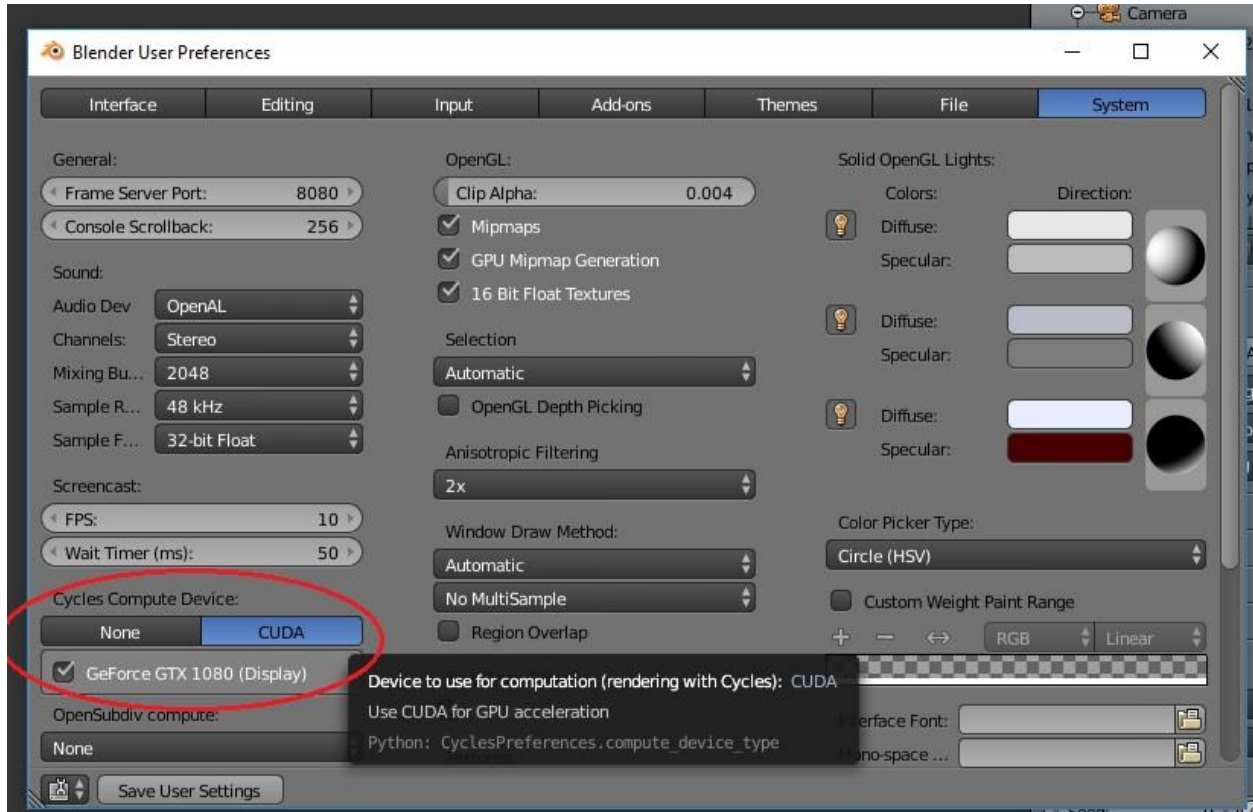 Camera
Blender User Preferences
Interface Editing Input Add-ons Themes File System
General:
Frame Server Port: 8080
Console Scrollback: 256
Sound:
Audio Dev OpenAL
Channels: Stereo
Mixing Bu... 2048
Sample R... 48 kHz
Sample F... 32-bit Float
Screencast:
FPS: 10
Wait Timer (ms): 50
Cycles Compute Device:
None CUDA
GeForce GTX 1080 (Display)
OpenSubdiv compute:
None
OpenGL:
Clip Alpha: 0.004
Mipmaps
GPU Mipmap Generation
16 Bit Float Textures
Selection
Automatic
OpenGL Depth Picking
Anisotropic Filtering
2x
Window Draw Method:
Automatic
No MultiSample
Region Overlap
Device to use for computation (rendering with Cycles): CUDA
Use CUDA for GPU acceleration
Python: CyclesPreferences.compute_device_type
Solid OpenGL Lights:
Colors: Direction:
Diffuse:
Specular:
Diffuse:
Specular:
Diffuse:
Specular:
Color Picker Type:
Circle (HSV)
Custom Weight Paint Range
RGB Linear
Font:
Save User Settings